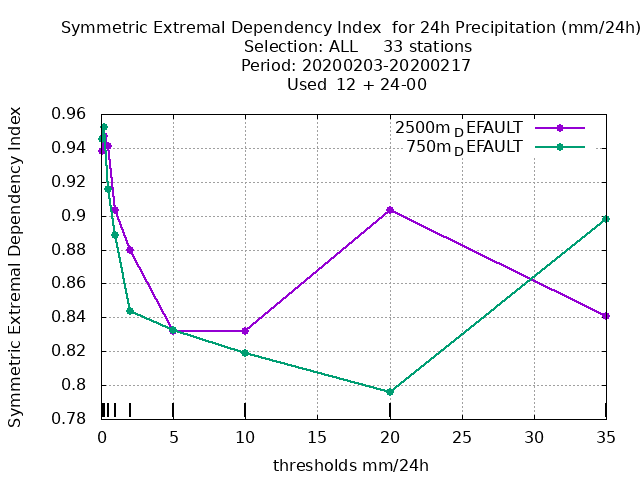 Symmetric Extremal Dependency Index  for 24h Precipitation (mm/24h)
Selection: ALL     33 stations
Period: 20200203-20200217
Used  12 + 24-00
Symmetric Extremal Dependency Index
0.96
0.94
0.92
0.9
0.88
0.86
0.84
0.82
0.8
0.78
2500m_DEFAULT
750m_DEFAULT
0 5 10 15 20 25 30 35
thresholds mm/24h